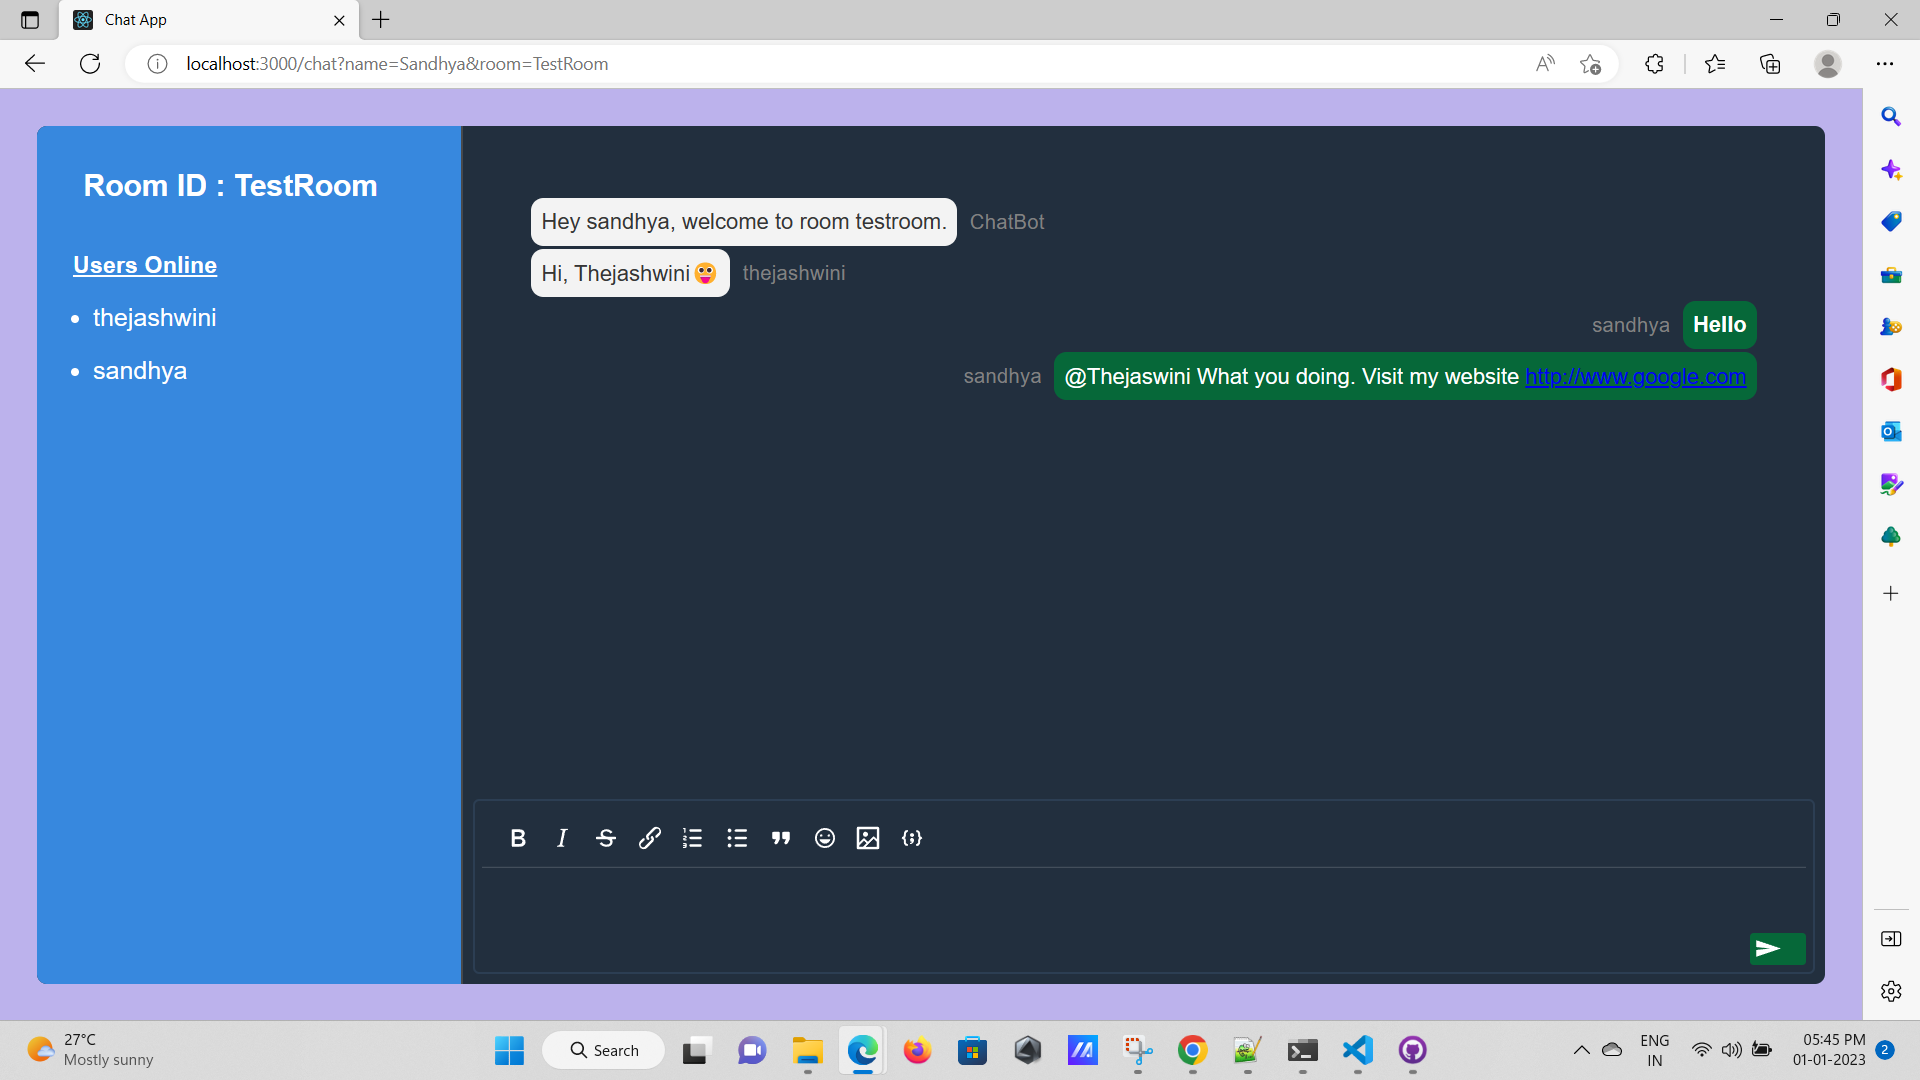 Chat App
localhost:3000/chat?name=Sandhya&room=TestRoom
Room ID : TestRoom
Users Online
thejashwini
sandhya
Hey sandhya, welcome to room testroom. ChatBot
Hi, Thejashwini😜 thejashwini
sandhya Hello
sandhya @Thejaswini What you doing. Visit my website http://www.google.com
27°C
Mostly sunny
Search
ENG
IN
05:45 PM
01-01-2023
2